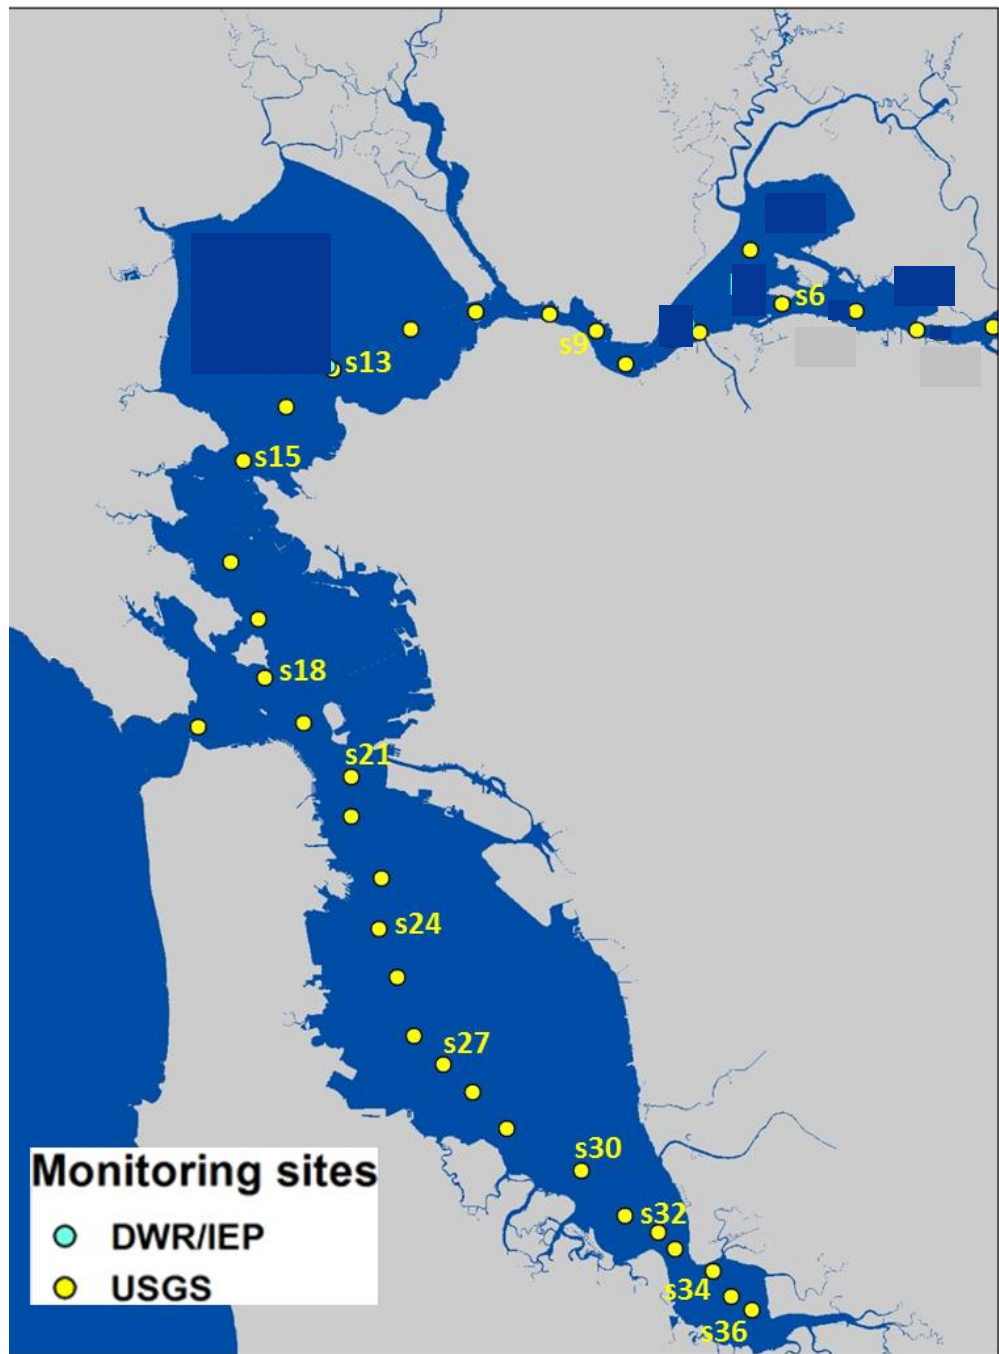 s6
s9
s13
s15
s18
s21
s24
s27
s30
s32
s34
s36
Monitoring sites
DWR/IEP
USGS